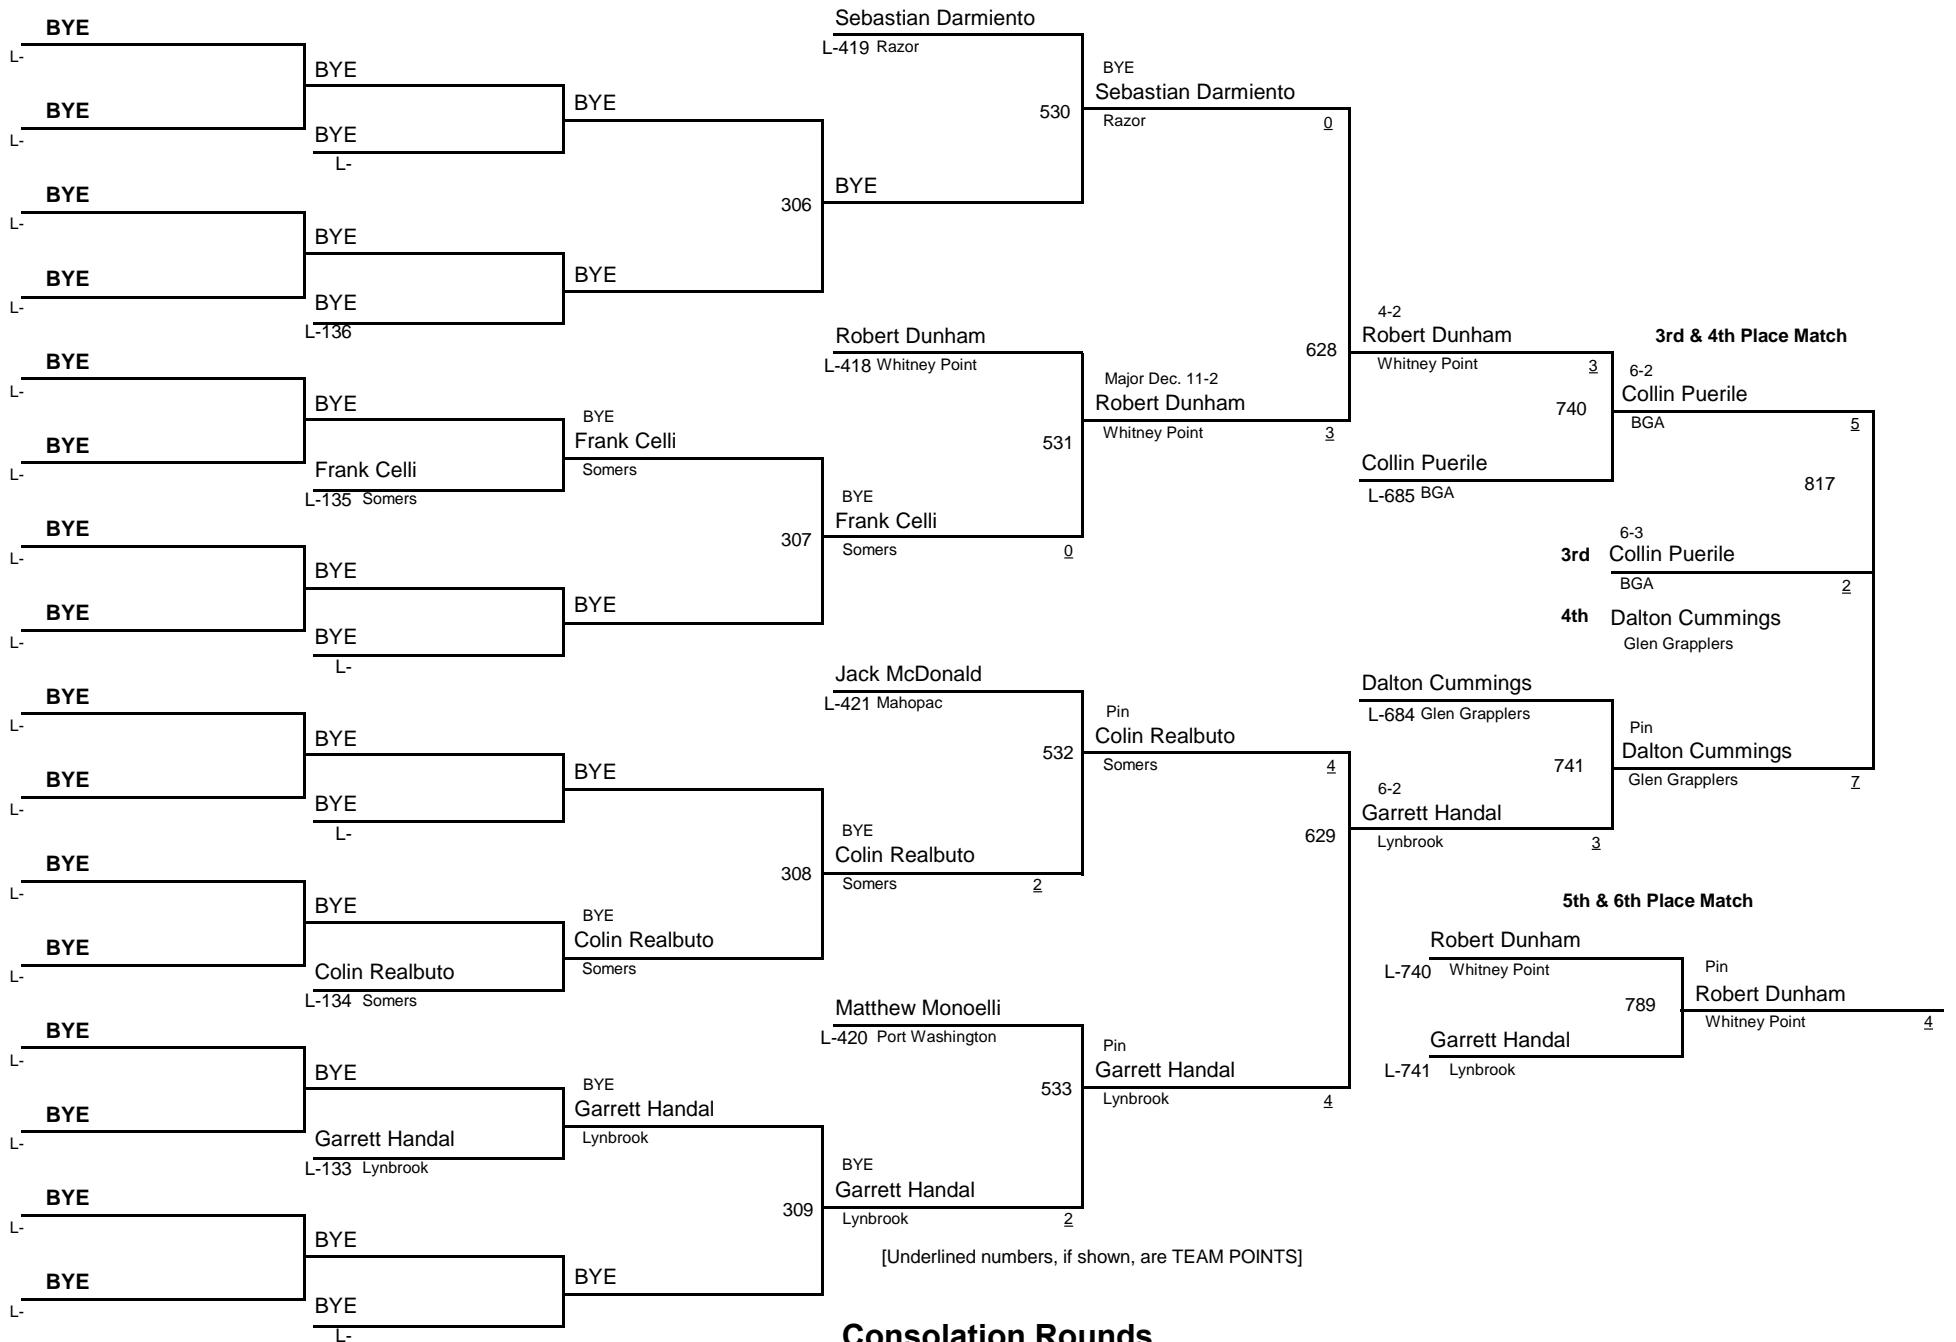 BYE
L-
BYE
L-
BYE
L-
BYE
L-
BYE
L-
BYE
L-
BYE
L-
BYE
L-
BYE
L-
BYE
L-
BYE
L-
BYE
L-
BYE
L-
BYE
L-
BYE
L-
BYE
L-
BYE
BYE
L-
BYE
BYE
L-136
BYE
Frank Celli
L-135 Somers
BYE
BYE
L-
BYE
BYE
L-
BYE
Colin Realbuto
L-134 Somers
BYE
Garrett Handal
L-133 Lynbrook
BYE
BYE
L-
BYE
306
BYE
BYE
Frank Celli
Somers
307
BYE
BYE
308
BYE
Colin Realbuto
Somers
BYE
Garrett Handal
Lynbrook
309
BYE
Sebastian Darmiento
L-419 Razor
530
BYE
Robert Dunham
L-418 Whitney Point
531
BYE
Frank Celli
Somers 0
Jack McDonald
L-421 Mahopac
532
BYE
Colin Realbuto
Somers 2
Matthew Monoelli
L-420 Port Washington
533
BYE
Garrett Handal
Lynbrook 2
BYE
Sebastian Darmiento
Razor 0
628
Major Dec. 11-2
Robert Dunham
Whitney Point 3
Pin
Colin Realbuto
Somers 4
629
Pin
Garrett Handal
Lynbrook 4
4-2
Robert Dunham
Whitney Point 3
740
Collin Puerile
L-685 BGA
Dalton Cummings
L-684 Glen Grapplers
741
6-2
Garrett Handal
Lynbrook 3
3rd & 4th Place Match
6-2
Collin Puerile
BGA 5
817
6-3
3rd Collin Puerile
BGA 2
4th Dalton Cummings
Glen Grapplers
Pin
Dalton Cummings
Glen Grapplers 7
5th & 6th Place Match
Robert Dunham
L-740 Whitney Point
789
Garrett Handal
L-741 Lynbrook
Pin
Robert Dunham
Whitney Point 4
[Underlined numbers, if shown, are TEAM POINTS]
Consolation Rounds